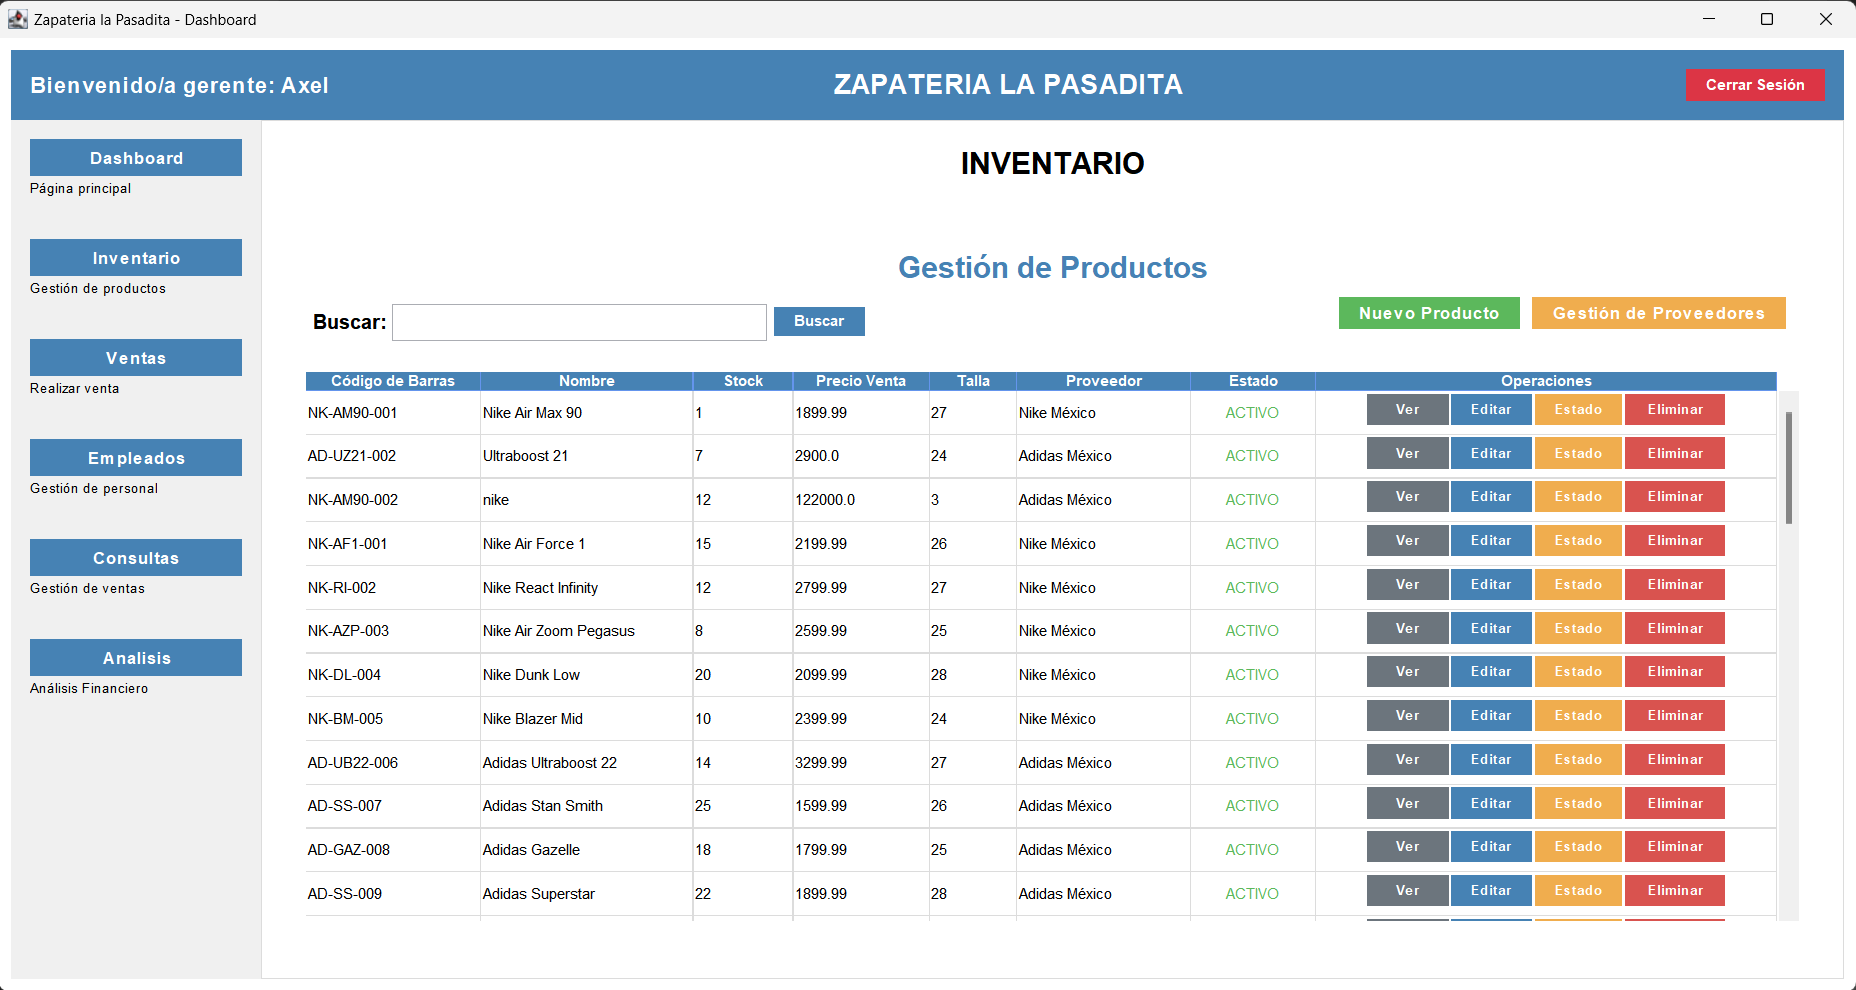 Zapateria la Pasadita - Dashboard
Bienvenido/a gerente: Axel
ZAPATERIA LA PASADITA
Cerrar Sesión
Dashboard
Página principal
Inventario
Gestión de productos
Ventas
Realizar venta
Empleados
Gestión de personal
Consultas
Gestión de ventas
Analisis
Análisis Financiero
INVENTARIO
Gestión de Productos
Buscar: Buscar
Nuevo Producto Gestión de Proveedores
Código de Barras Nombre Stock Precio Venta Talla Proveedor Estado Operaciones
NK-AM90-001 Nike Air Max 90 1 1899.99 27 Nike México ACTIVO Ver Editar Estado Eliminar
AD-UZ21-002 Ultraboost 21 7 2900.0 24 Adidas México ACTIVO Ver Editar Estado Eliminar
NK-AM90-002 nike 12 122000.0 3 Adidas México ACTIVO Ver Editar Estado Eliminar
NK-AF1-001 Nike Air Force 1 15 2199.99 26 Nike México ACTIVO Ver Editar Estado Eliminar
NK-RI-002 Nike React Infinity 12 2799.99 27 Nike México ACTIVO Ver Editar Estado Eliminar
NK-AZP-003 Nike Air Zoom Pegasus 8 2599.99 25 Nike México ACTIVO Ver Editar Estado Eliminar
NK-DL-004 Nike Dunk Low 20 2099.99 28 Nike México ACTIVO Ver Editar Estado Eliminar
NK-BM-005 Nike Blazer Mid 10 2399.99 24 Nike México ACTIVO Ver Editar Estado Eliminar
AD-UB22-006 Adidas Ultraboost 22 14 3299.99 27 Adidas México ACTIVO Ver Editar Estado Eliminar
AD-SS-007 Adidas Stan Smith 25 1599.99 26 Adidas México ACTIVO Ver Editar Estado Eliminar
AD-GAZ-008 Adidas Gazelle 18 1799.99 25 Adidas México ACTIVO Ver Editar Estado Eliminar
AD-SS-009 Adidas Superstar 22 1899.99 28 Adidas México ACTIVO Ver Editar Estado Eliminar